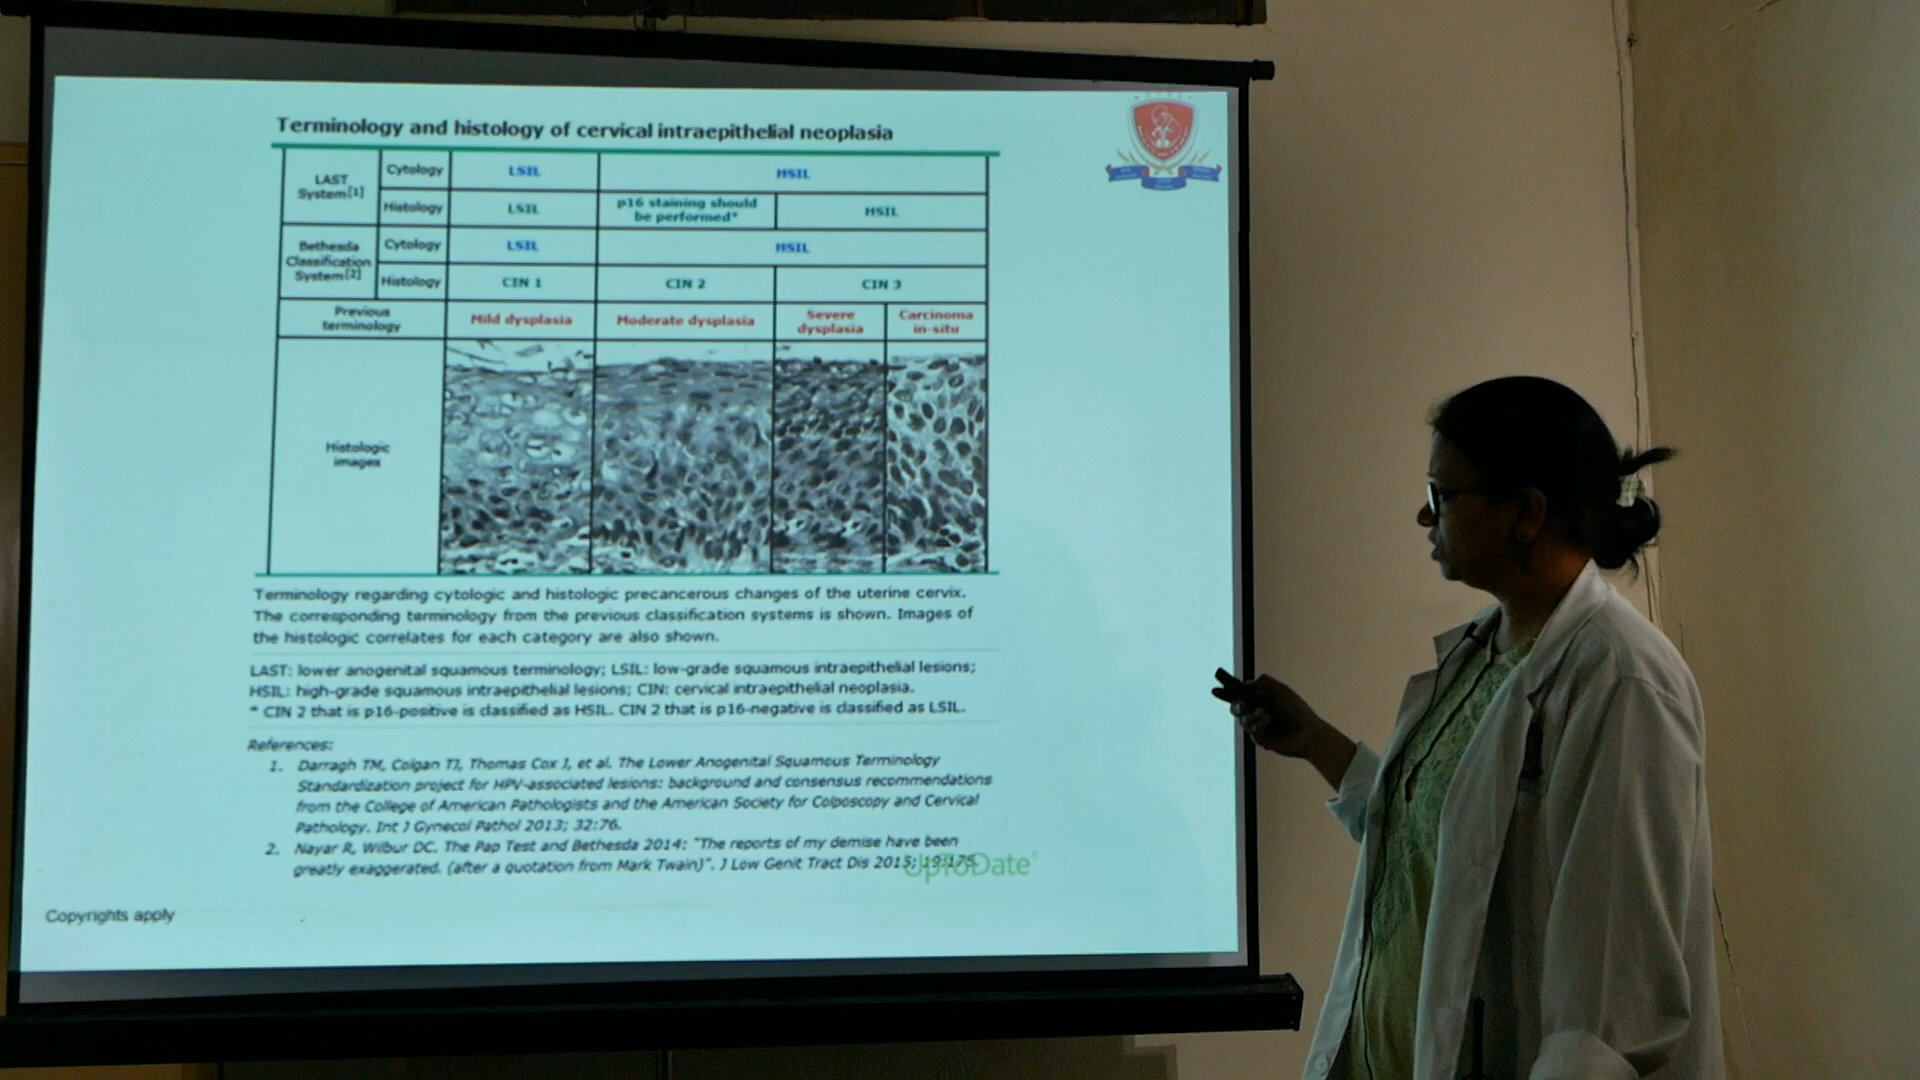 Terminology and histology of cervical intraepithelial neoplasia
LAST
System[1]
Cytology
LSIL
HSIL
Histology
LSIL
p16 staining should
be performed*
HSIL
Bethesda
Classification
System[2]
Cytology
LSIL
HSIL
Histology
CIN 1
CIN 2
CIN 3
Previous
terminology
Mild dysplasia
Moderate dysplasia
Severe
dysplasia
Carcinoma
in-situ
Histologic
images
Terminology regarding cytologic and histologic precancerous changes of the uterine cervix.
The corresponding terminology from the previous classification systems is shown. Images of
the histologic correlates for each category are also shown.
LAST: lower anogenital squamous terminology; LSIL: low-grade squamous intraepithelial lesions;
HSIL: high-grade squamous intraepithelial lesions; CIN: cervical intraepithelial neoplasia.
* CIN 2 that is p16-positive is classified as HSIL. CIN 2 that is p16-negative is classified as LSIL.
References:
1. Darragh TM, Colgan TJ, Thomas Cox J, et al. The Lower Anogenital Squamous Terminology
Standardization project for HPV-associated lesions: background and consensus recommendations
from the College of American Pathologists and the American Society for Colposcopy and Cervical
Pathology. Int J Gynecol Pathol 2013; 32:76.
2. Nayar R, Wilbur DC. The Pap Test and Bethesda 2014: "The reports of my demise have been
greatly exaggerated. (after a quotation from Mark Twain)". J Low Genit Tract Dis 2015; 19:175.
UpToDate®
Copyrights apply